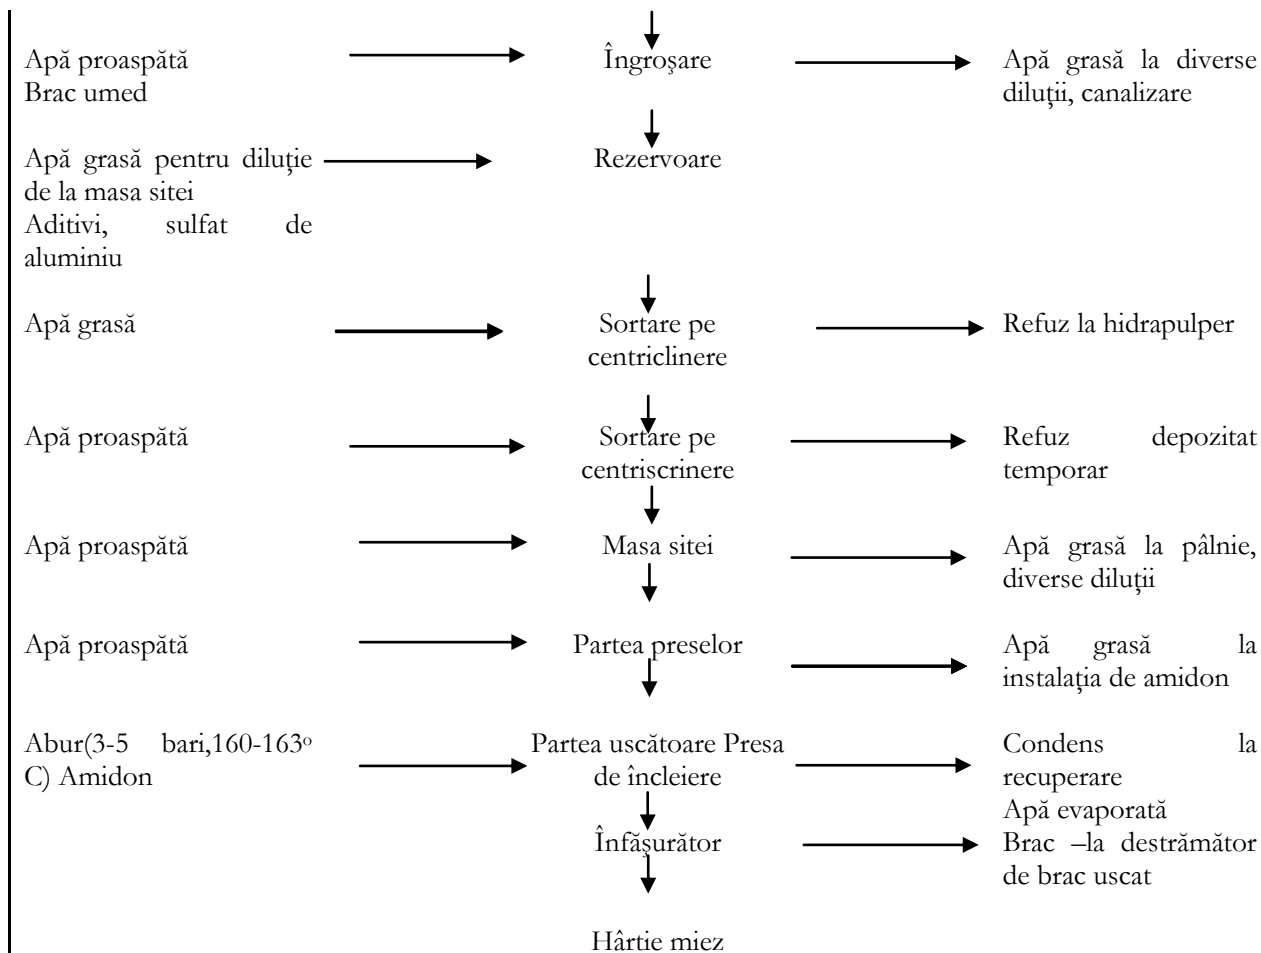 Apă proaspătă
Brac umed
Îngroşare
Apă grasă la diverse
diluţii, canalizare
Apă grasă pentru diluţie
de la masa sitei
Aditivi, sulfat de
aluminiu
Rezervoare
Apă grasă
Sortare pe
centriclinere
Refuz la hidrapulper
Apă proaspătă
Sortare pe
centriscrinere
Refuz depozitat
temporar
Apă proaspătă
Masa sitei
Apă grasă la pâlnie,
diverse diluţii
Apă proaspătă
Partea preselor
Apă grasă la
instalaţia de amidon
Abur(3-5 bari,160-163º
C) Amidon
Partea uscătoare Presa
de încleiere
Condens la
recuperare
Apă evaporată
Înfăşurător
Brac –la destrămător
de brac uscat
Hârtie miez